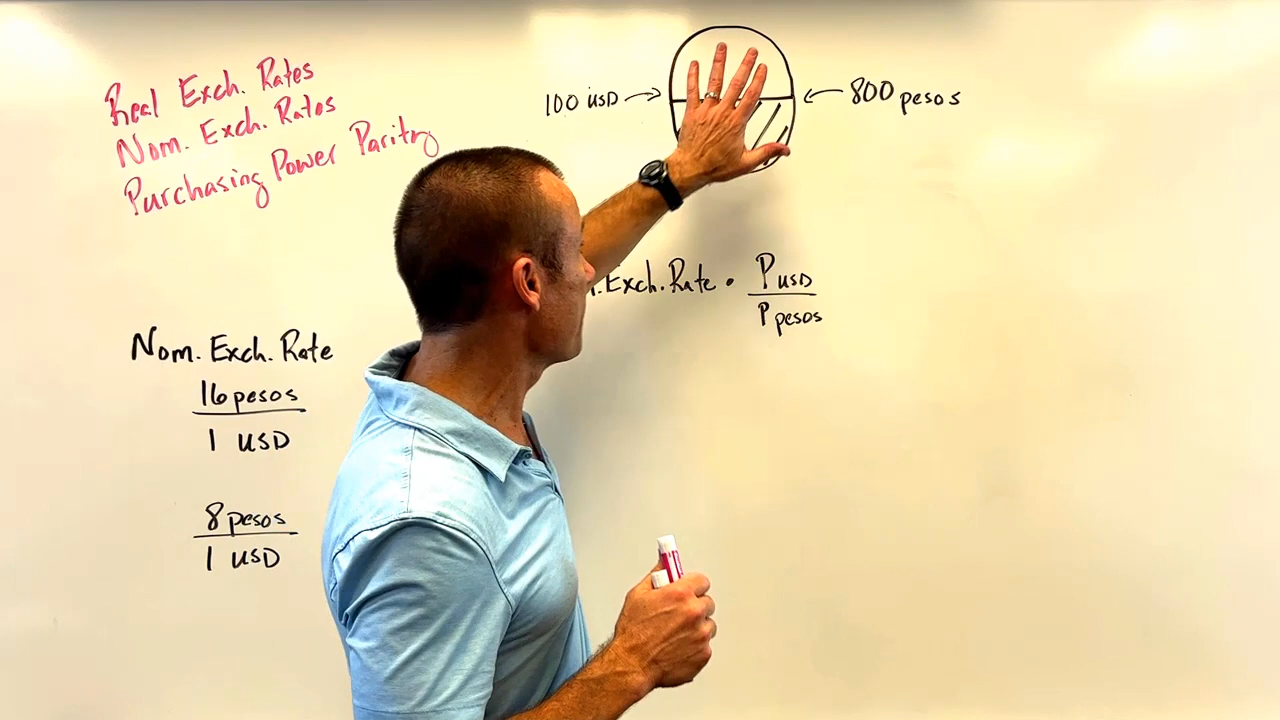 Real Exch. Rates
Nom. Exch. Rates
Purchasing Power Parity
100 USD → ← 800 pesos
. Exch. Rate • P USD
P pesos
Nom. Exch. Rate
16 pesos
1 USD
8 pesos
1 USD